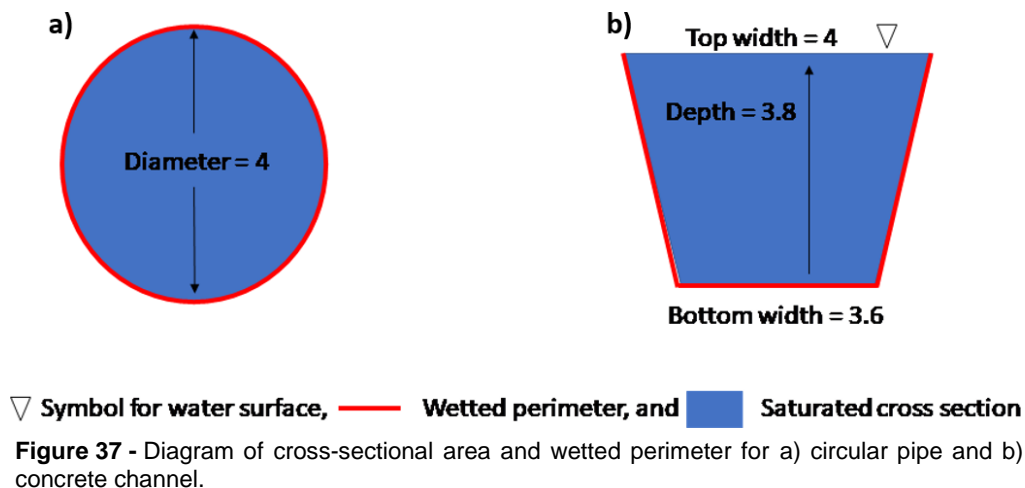 a)
Diameter = 4
b)
Top width = 4 ▽
Depth = 3.8
Bottom width = 3.6
▽ Symbol for water surface, Wetted perimeter, and Saturated cross section
Figure 37 - Diagram of cross-sectional area and wetted perimeter for a) circular pipe and b)
concrete channel.